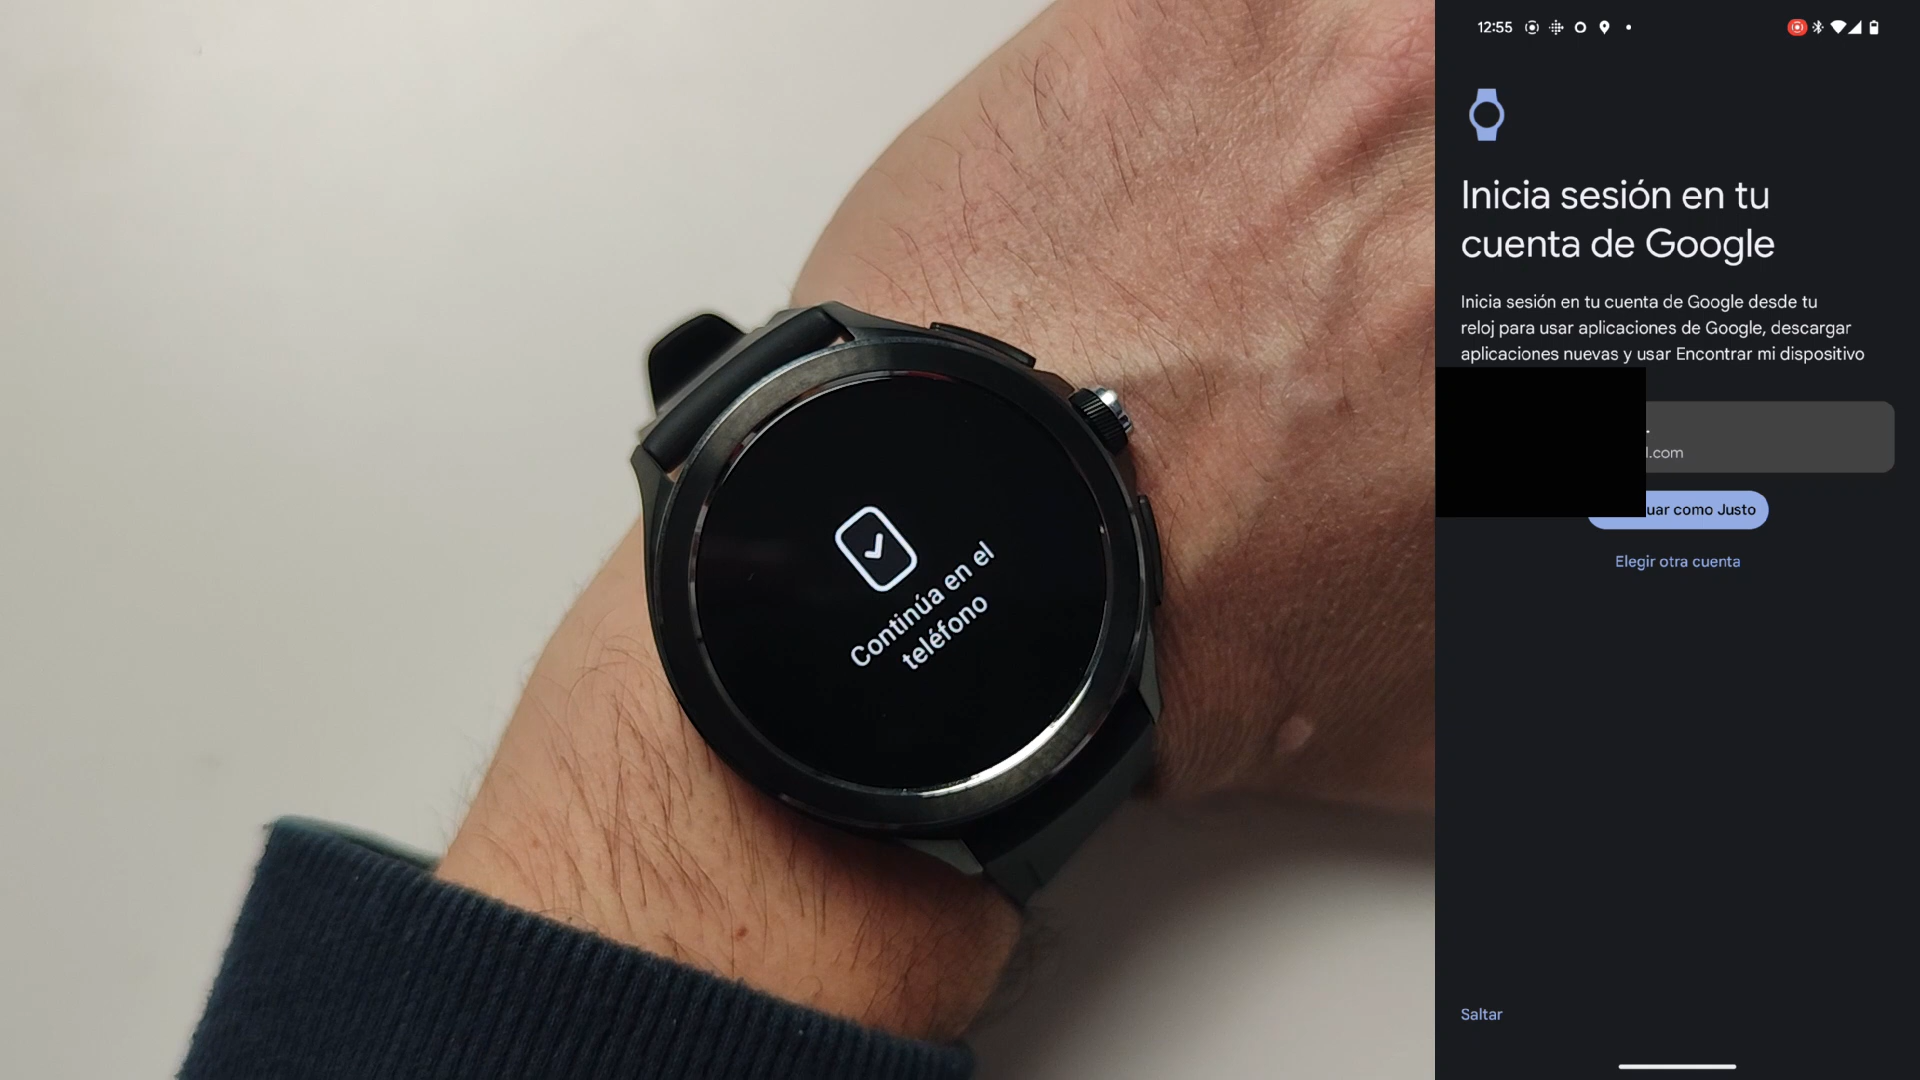 Continúa en el
teléfono
12:55
Inicia sesión en tu
cuenta de Google
Inicia sesión en tu cuenta de Google desde tu
reloj para usar aplicaciones de Google, descargar
aplicaciones nuevas y usar Encontrar mi dispositivo
l.com
uar como Justo
Elegir otra cuenta
Saltar